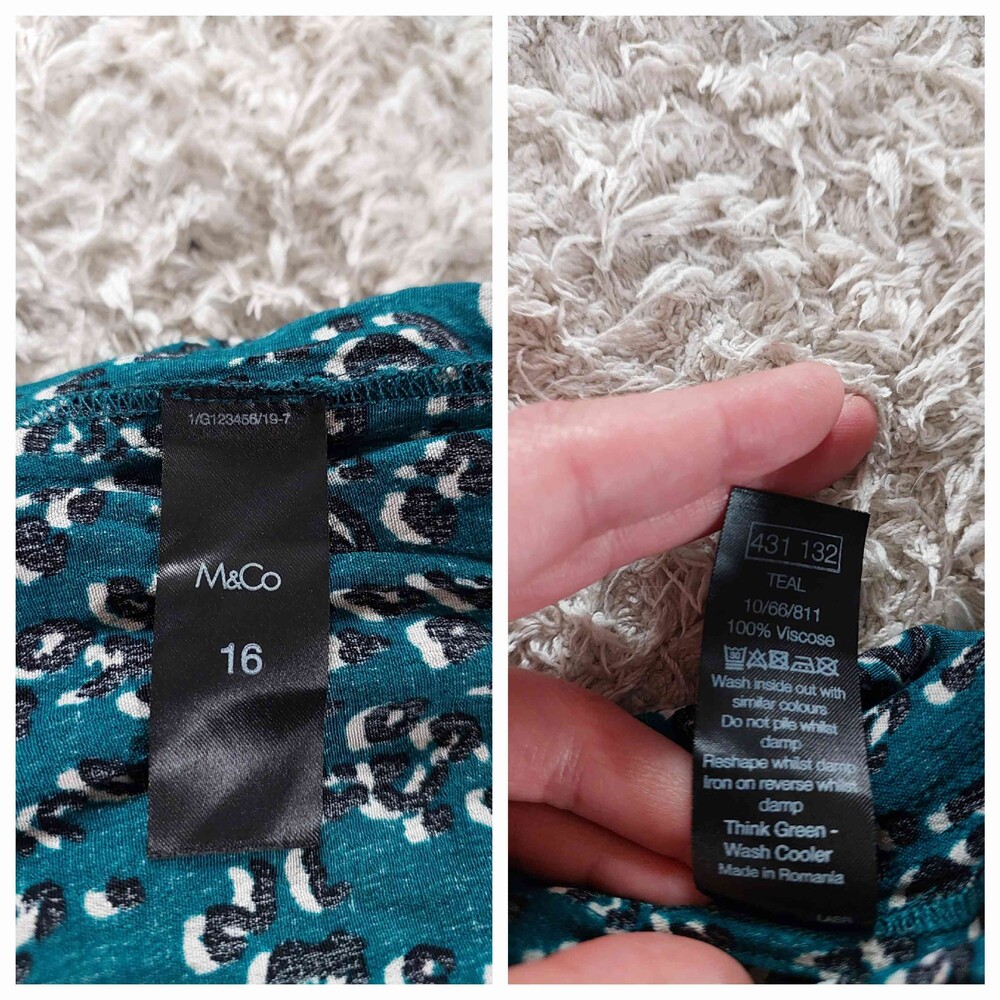 1/G123456/19-7
M&Co
16
431 132
TEAL
10/66/811
100% Viscose
Wash inside out with
similar colours
Do not pile whilst
damp
Reshape whilst damp
Iron on reverse whilst
damp
Think Green -
Wash Cooler
Made in Romania